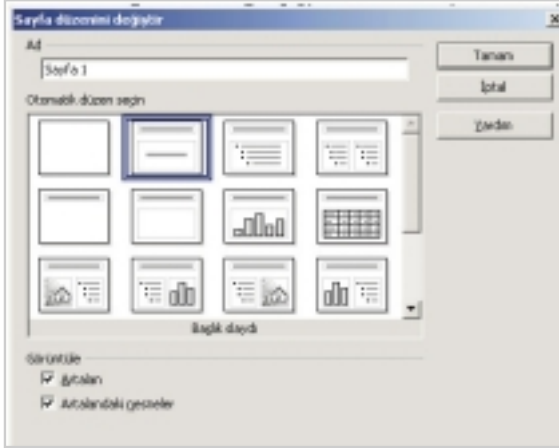 Sayfa düzenini değiştir
Ad
Sayfa 1
Tamam
İptal
Yardım
Otomatik düzen seçin
Başlık slaydı
Görüntüle
Artalan
Artalandaki nesneler